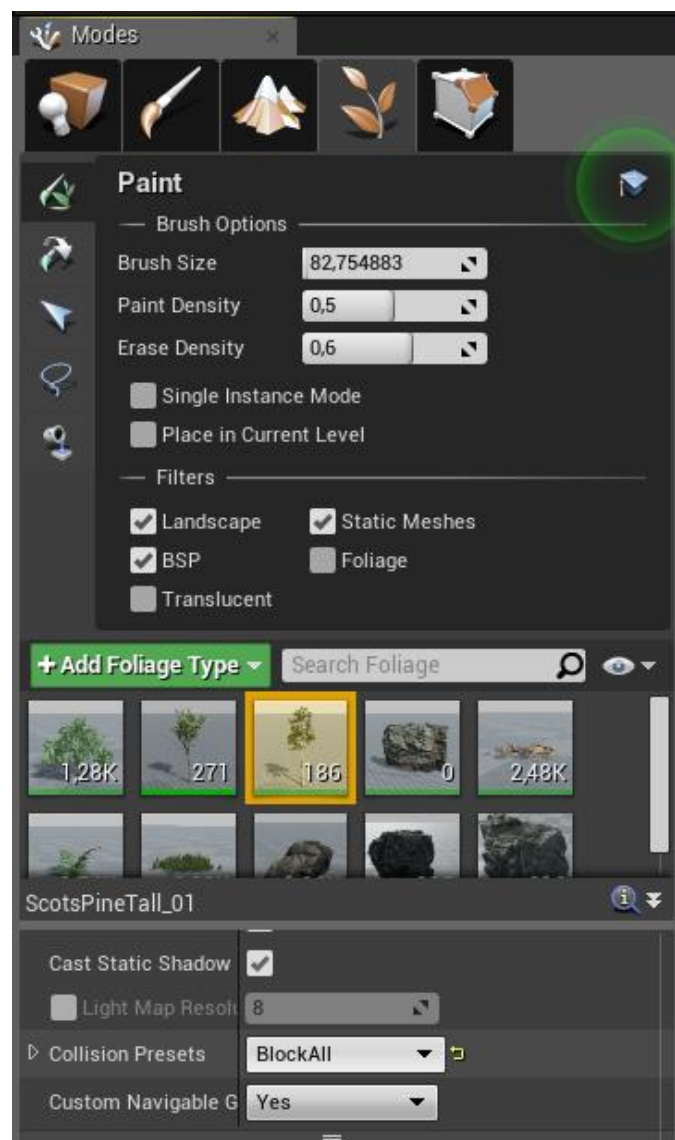 Modes
Paint
Brush Options
Brush Size 82,754883
Paint Density 0,5
Erase Density 0,6
Single Instance Mode
Place in Current Level
Filters
Landscape Static Meshes
BSP Foliage
Translucent
+ Add Foliage Type Search Foliage
1,28K 271 186 0 2,48K
ScotsPineTall_01
Cast Static Shadow
Light Map Resolu 8
Collision Presets BlockAll
Custom Navigable G Yes